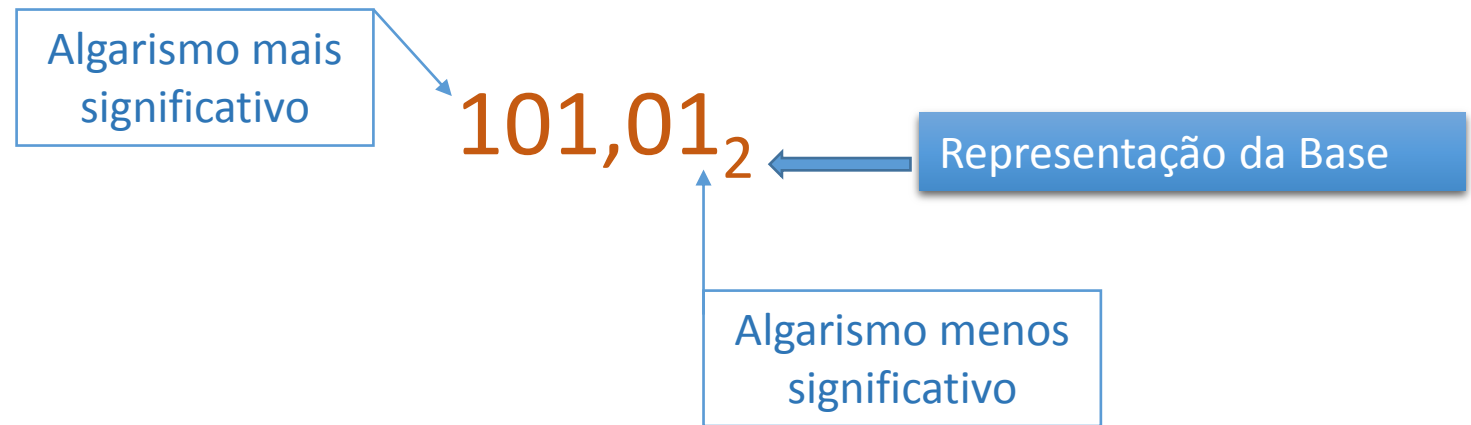 Algarismo mais
significativo
101,01₂
Representação da Base
Algarismo menos
significativo